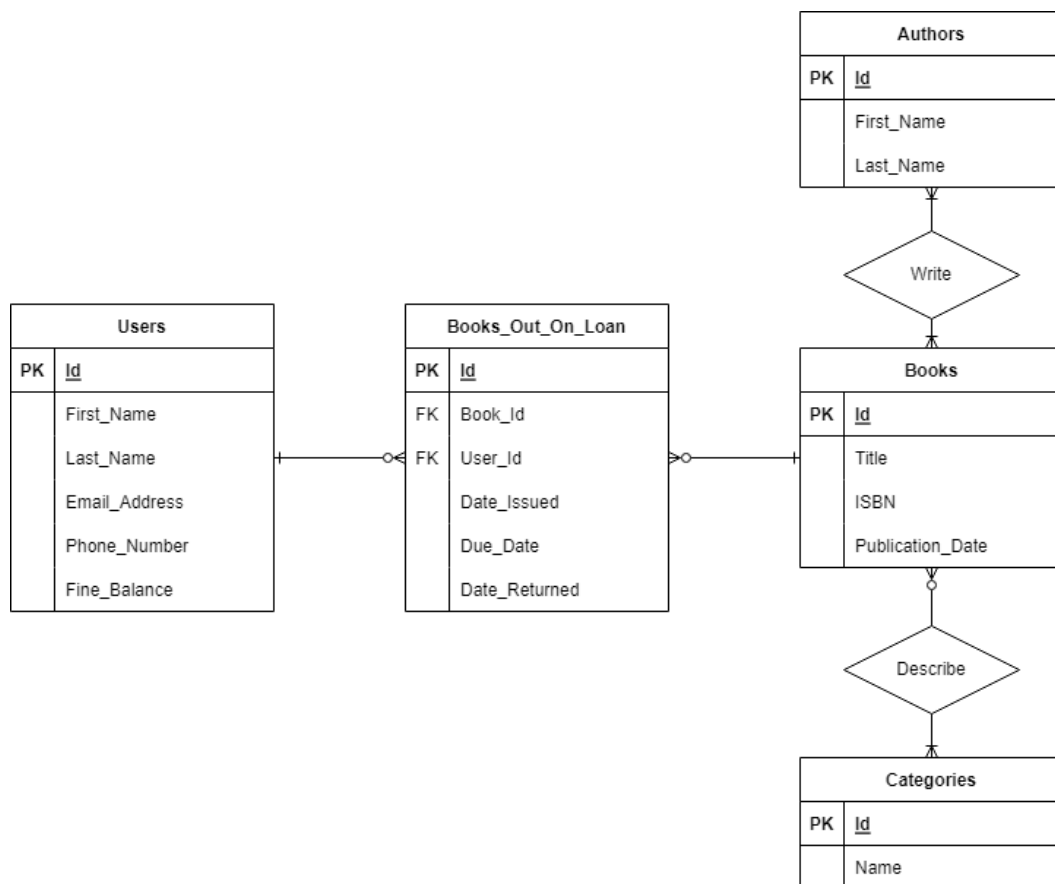 Authors
PK Id
First_Name
Last_Name
Write
Users
PK Id
First_Name
Last_Name
Email_Address
Phone_Number
Fine_Balance
Books_Out_On_Loan
PK Id
FK Book_Id
FK User_Id
Date_Issued
Due_Date
Date_Returned
Books
PK Id
Title
ISBN
Publication_Date
Describe
Categories
PK Id
Name